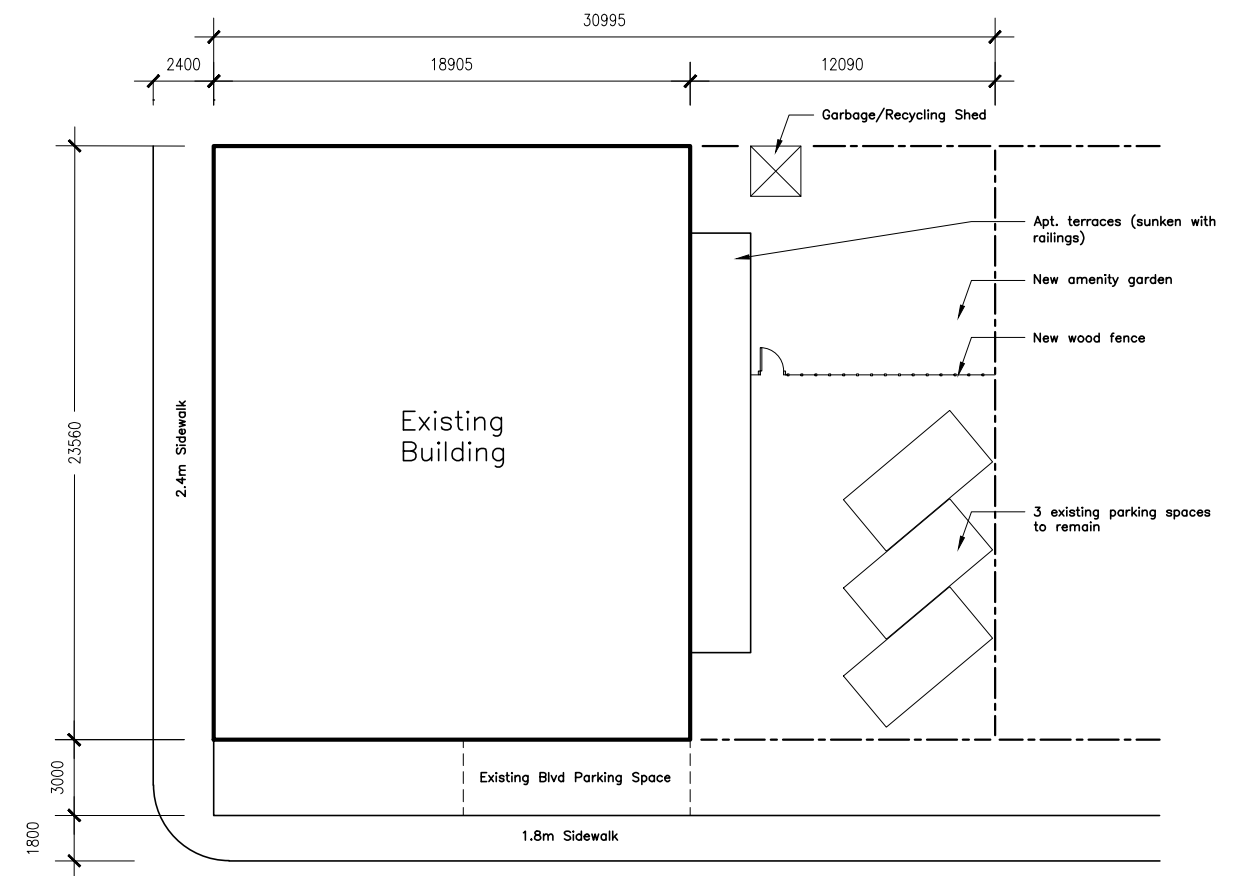 30995
2400
18905
12090
Garbage/Recycling Shed
Apt. terraces (sunken with
railings)
New amenity garden
New wood fence
2.4m Sidewalk
23560
Existing
Building
3 existing parking spaces
to remain
3000
Existing Blvd Parking Space
1800
1.8m Sidewalk